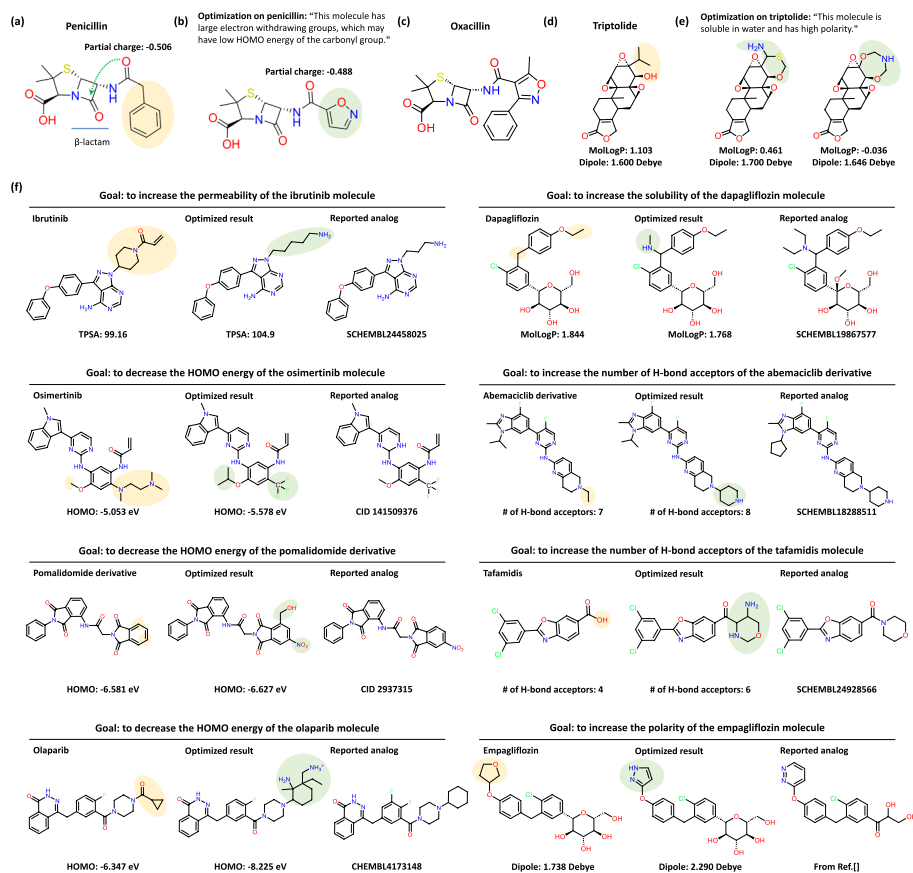 (a)
Penicillin
Partial charge: -0.506
β-lactam
(b)
Optimization on penicillin: “This molecule has
large electron withdrawing groups, which may
have low HOMO energy of the carbonyl group.”
Partial charge: -0.488
(c)
Oxacillin
(d)
Triptolide
MolLogP: 1.103
Dipole: 1.600 Debye
(e)
Optimization on triptolide: “This molecule is
soluble in water and has high polarity.”
MolLogP: 0.461
Dipole: 1.700 Debye
MolLogP: -0.036
Dipole: 1.646 Debye
(f)
Goal: to increase the permeability of the ibrutinib molecule
Ibrutinib
Optimized result
Reported analog
TPSA: 99.16
TPSA: 104.9
SCHEMBL24458025
Goal: to increase the solubility of the dapagliflozin molecule
Dapagliflozin
Optimized result
Reported analog
MolLogP: 1.844
MolLogP: 1.768
SCHEMBL19867577
Goal: to decrease the HOMO energy of the osimertinib molecule
Osimertinib
Optimized result
Reported analog
HOMO: -5.053 eV
HOMO: -5.578 eV
CID 141509376
Goal: to increase the number of H-bond acceptors of the abemaciclib derivative
Abemaciclib derivative
Optimized result
Reported analog
# of H-bond acceptors: 7
# of H-bond acceptors: 8
SCHEMBL18288511
Goal: to decrease the HOMO energy of the pomalidomide derivative
Pomalidomide derivative
Optimized result
Reported analog
HOMO: -6.581 eV
HOMO: -6.627 eV
CID 2937315
Goal: to increase the number of H-bond acceptors of the tafamidis molecule
Tafamidis
Optimized result
Reported analog
# of H-bond acceptors: 4
# of H-bond acceptors: 6
SCHEMBL24928566
Goal: to decrease the HOMO energy of the olaparib molecule
Olaparib
Optimized result
Reported analog
HOMO: -6.347 eV
HOMO: -8.225 eV
CHEMBL4173148
Goal: to increase the polarity of the empagliflozin molecule
Empagliflozin
Optimized result
Reported analog
Dipole: 1.738 Debye
Dipole: 2.290 Debye
From Ref.[]